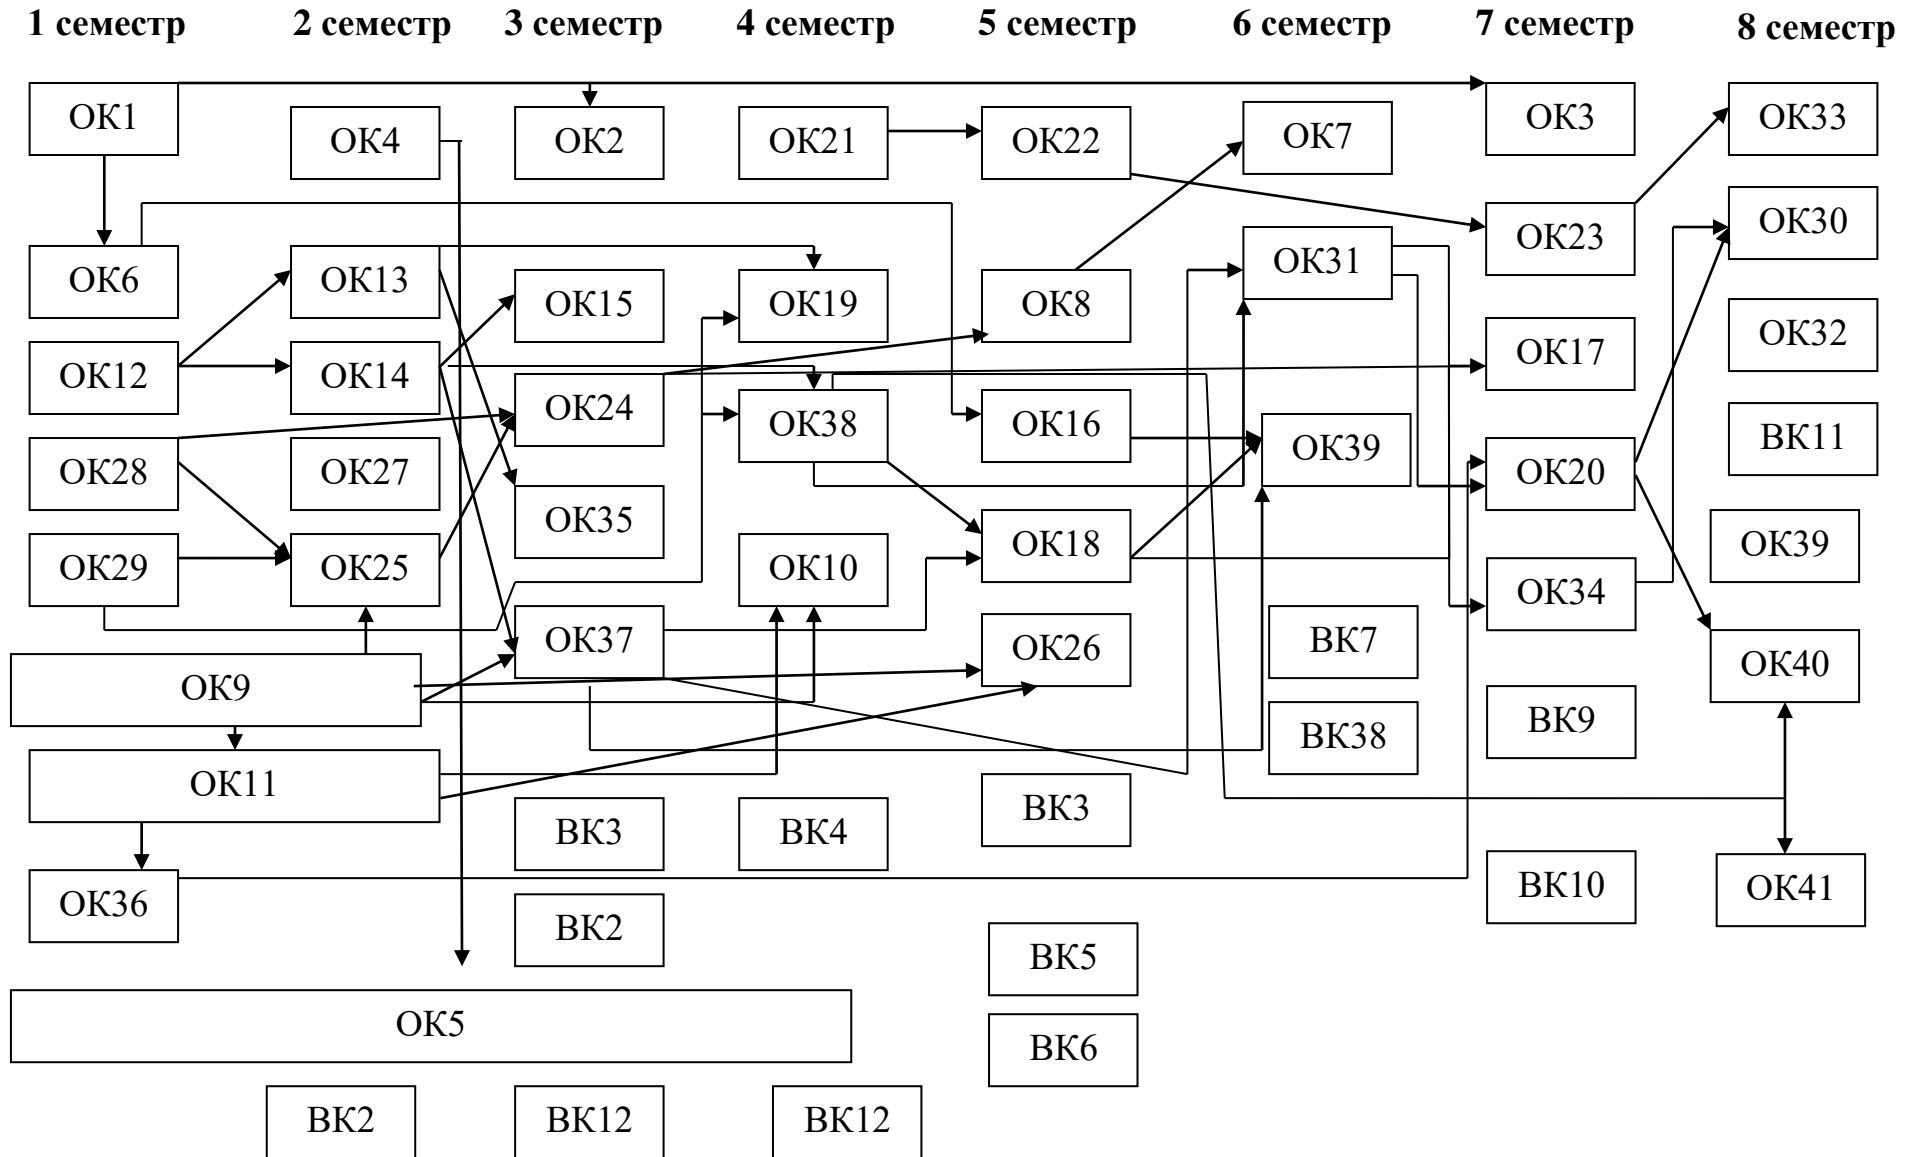 1 семестр 2 семестр 3 семестр 4 семестр 5 семестр 6 семестр 7 семестр 8 семестр
ОК1 ОК4 ОК2 ОК21 ОК22 ОК7 ОК3 ОК33
ОК6 ОК13 ОК15 ОК19 ОК8 ОК31 ОК23 ОК30
ОК12 ОК14 ОК24 ОК38 ОК16 ОК39 ОК17 ОК32
ОК28 ОК27 ОК35 ОК20 ВК11
ОК29 ОК25 ОК10 ОК18 ОК34 ОК39
ОК9 ОК37 ОК26 ВК7 ОК40
ОК11 ВК38 ВК9
ВК3 ВК4 ВК3
ОК36 ВК2 ВК10 ОК41
ВК5
ОК5 ВК6
ВК2 ВК12 ВК12